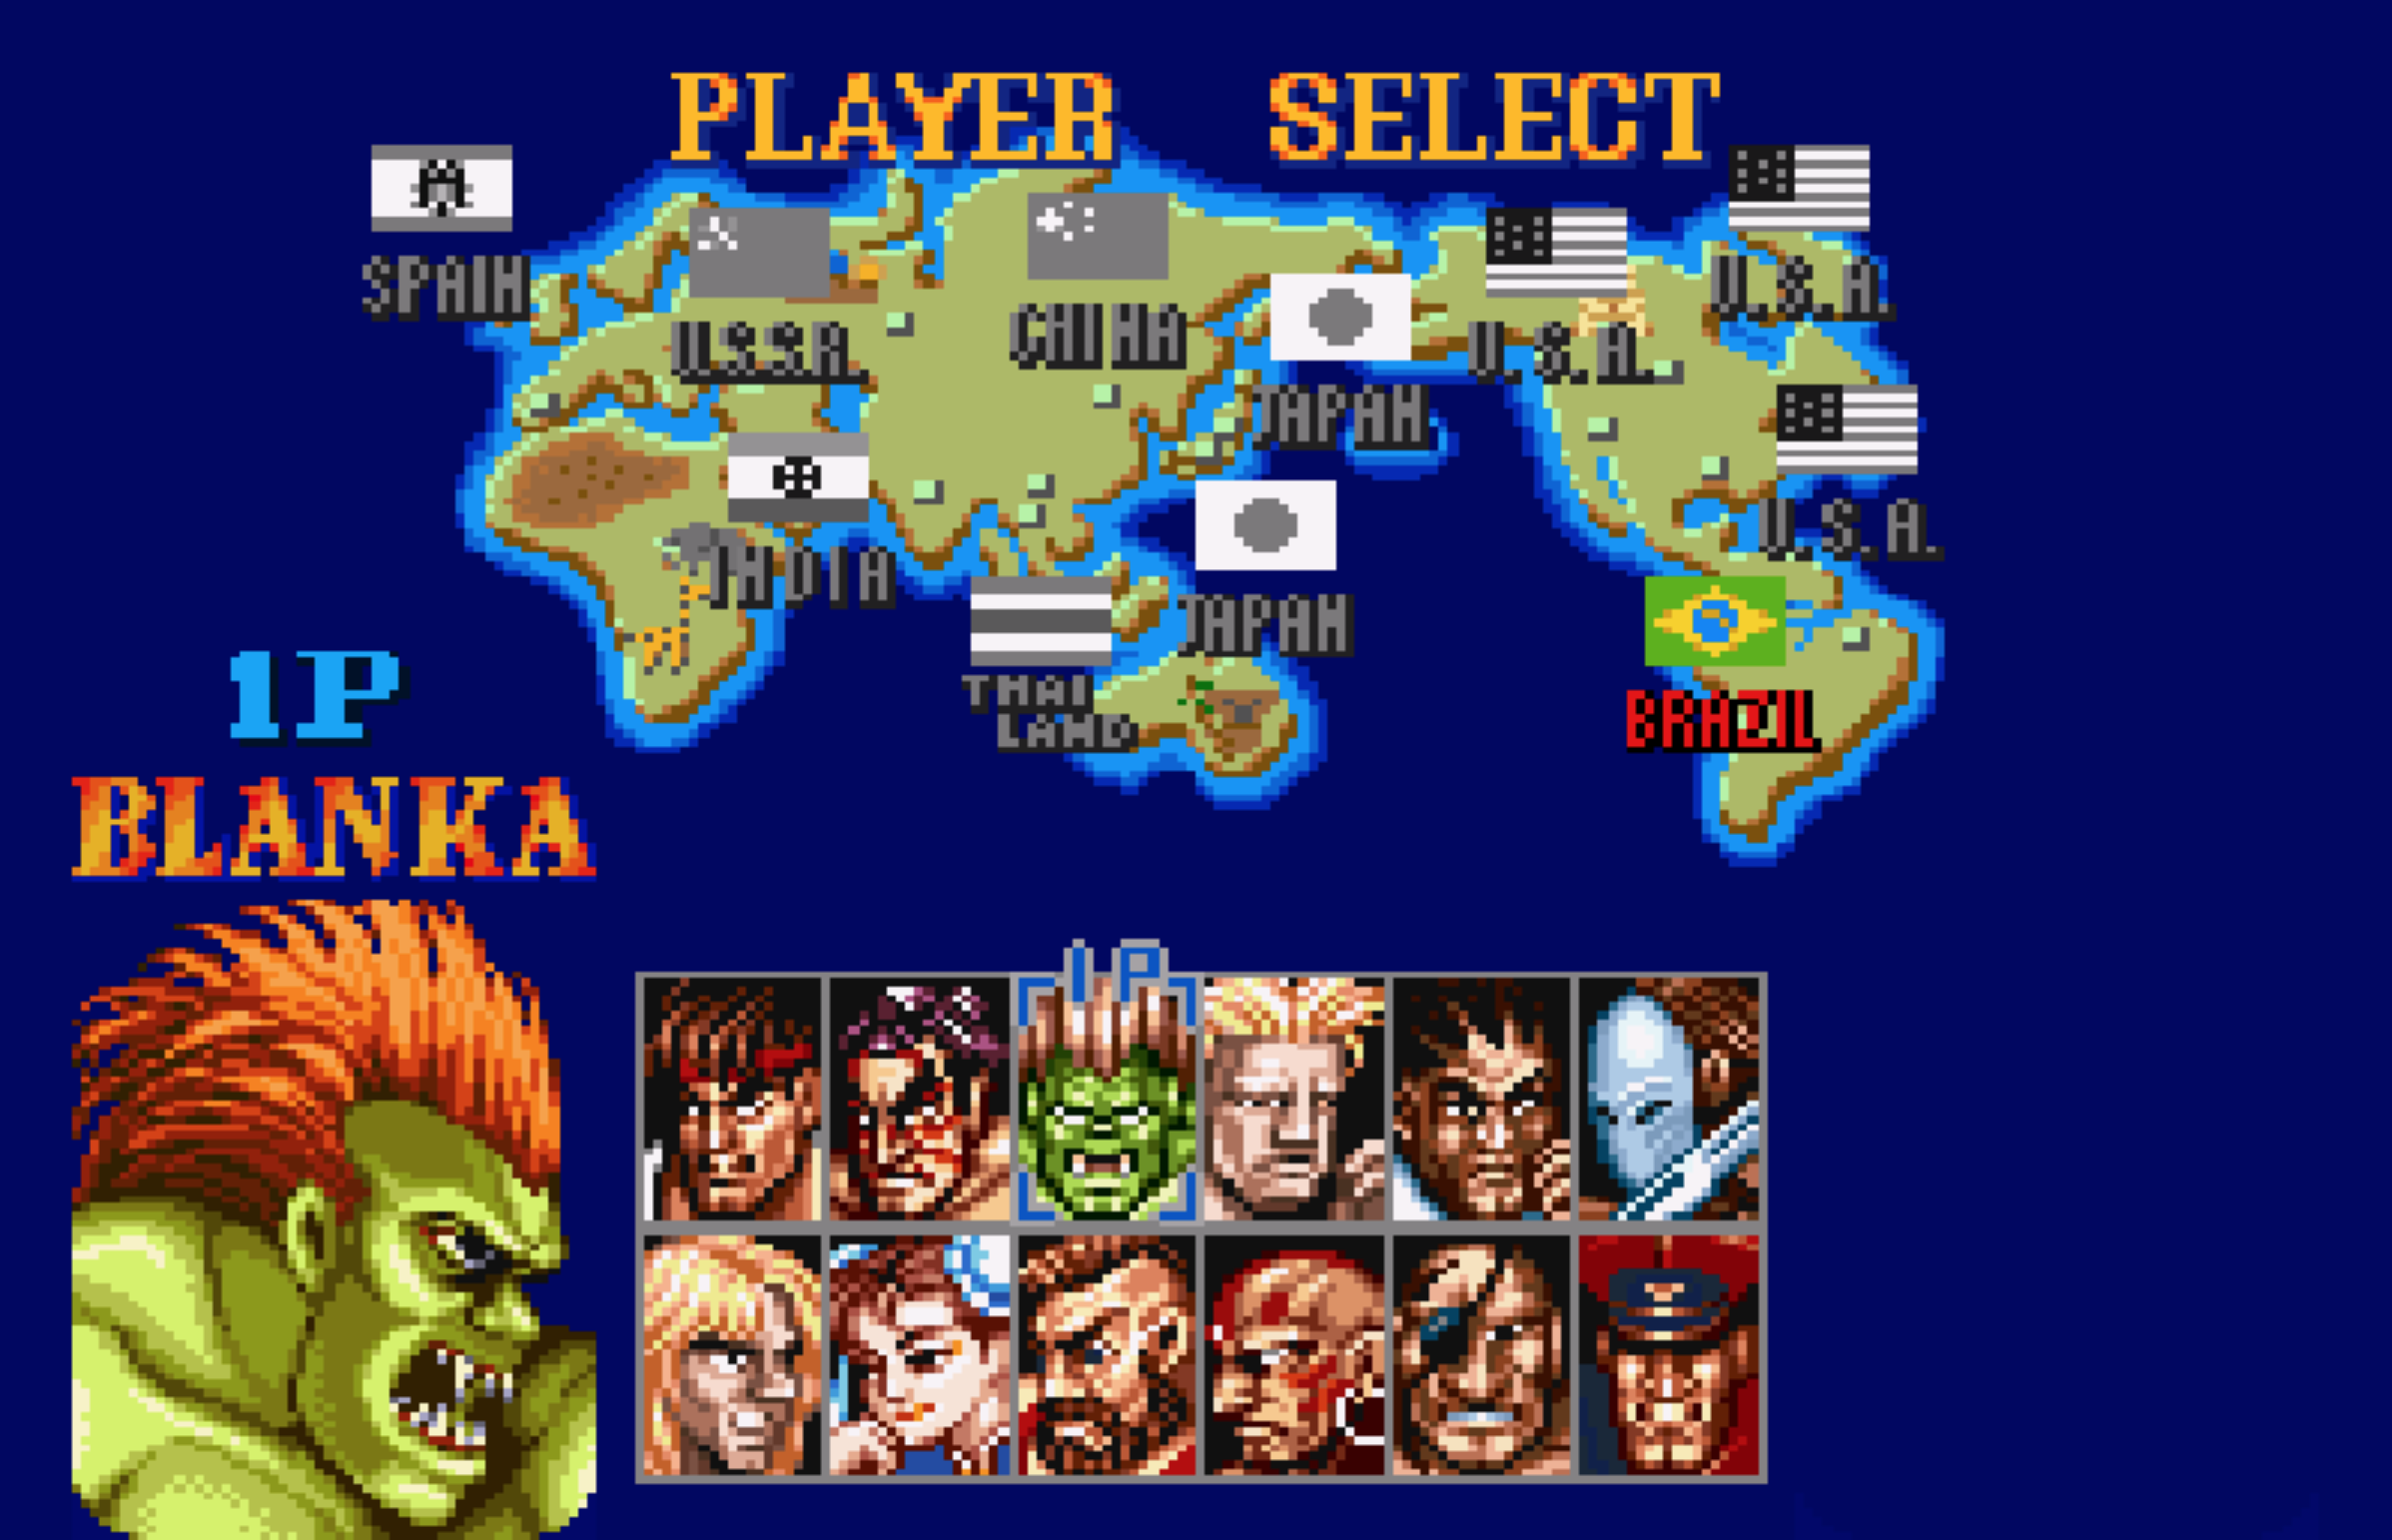 PLAYER SELECT
SPAIN
U.S.S.R.
CHINA
U.S.A.
U.S.A.
JAPAN
U.S.A.
INDIA
JAPAN
THAI
LAND
BRAZIL
1P
BLANKA
1P